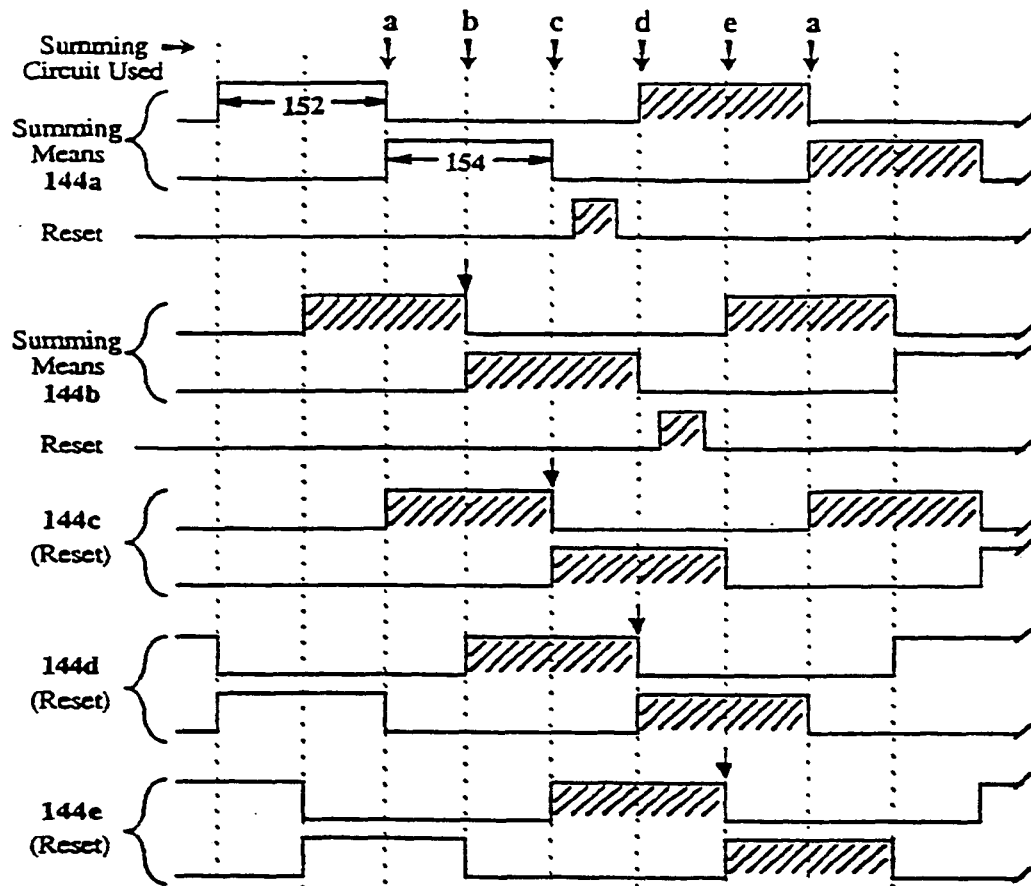 a b c d e a
Summing
Circuit Used
152
Summing
Means
144a
154
Reset
Summing
Means
144b
Reset
144c
(Reset)
144d
(Reset)
144e
(Reset)